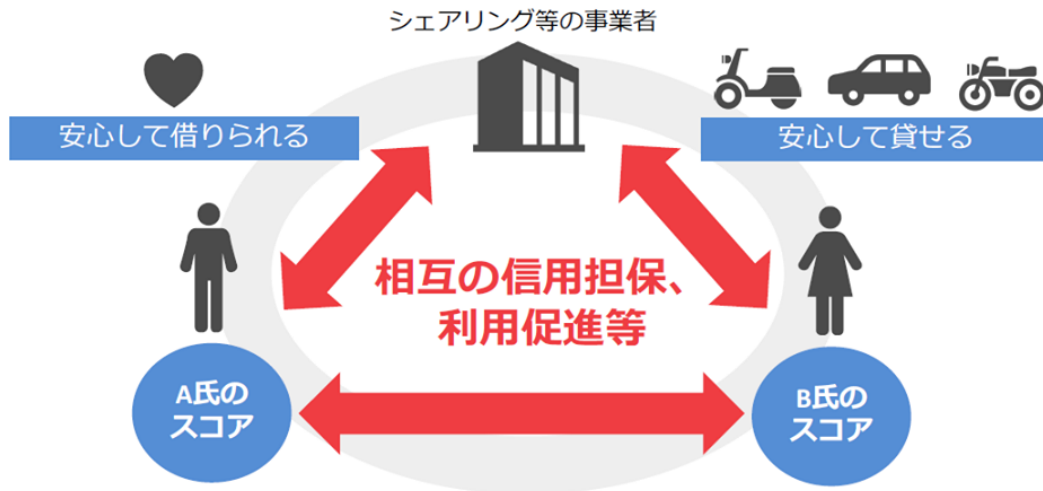 シェアリング等の事業者
安心して借りられる
安心して貸せる
相互の信用担保、
利用促進等
A氏の
スコア
B氏の
スコア